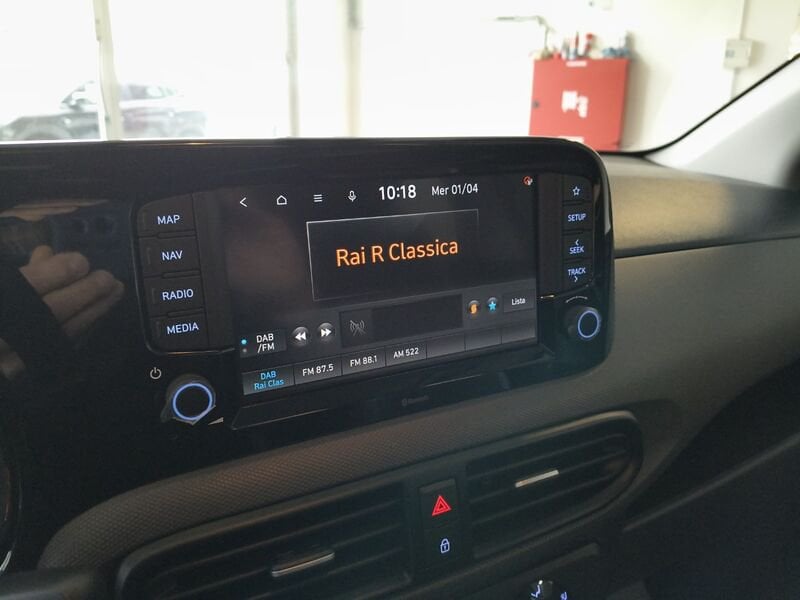 10:18 Mer 01/04
MAP
NAV
RADIO
MEDIA
Rai R Classica
SETUP
SEEK
TRACK
Lista
DAB
/FM
DAB
Rai Clas
FM 87.5
FM 88.1
AM 522
Bluetooth